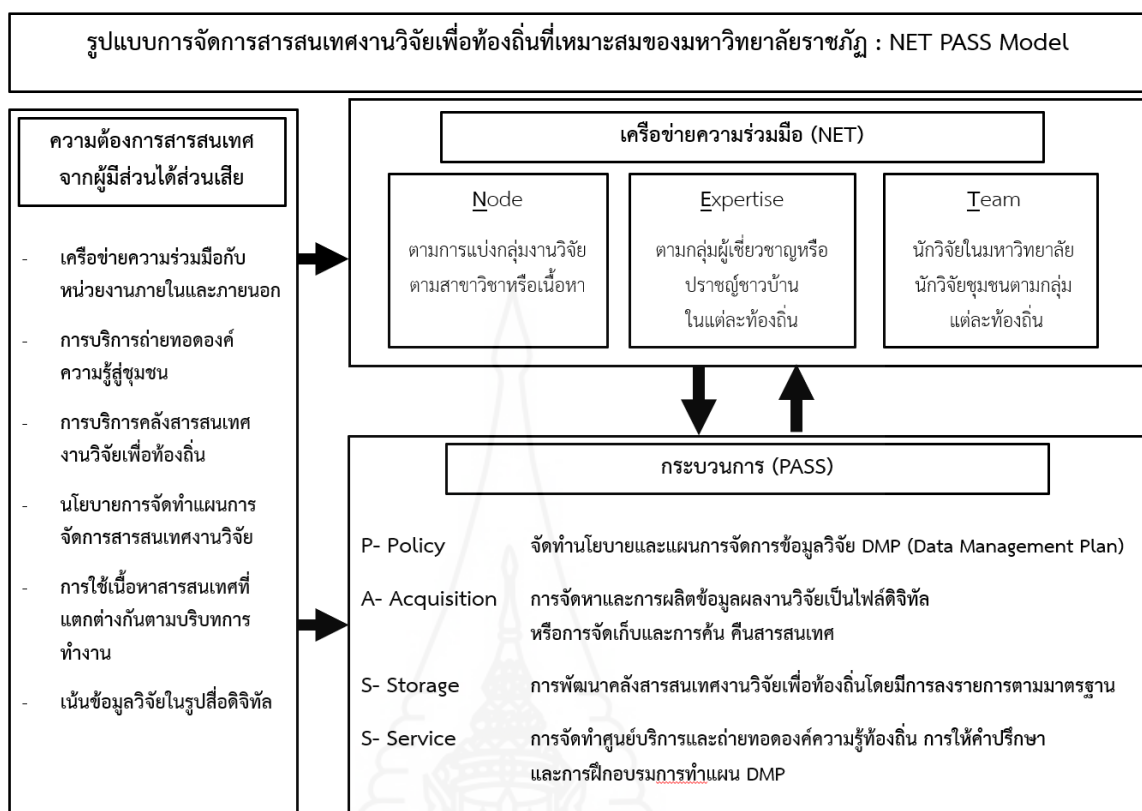 รูปแบบการจัดการสารสนเทศงานวิจัยเพื่อท้องถิ่นที่เหมาะสมของมหาวิทยาลัยราชภัฏ : NET PASS Model
ความต้องการสารสนเทศ
จากผู้มีส่วนได้ส่วนเสีย
- เครือข่ายความร่วมมือกับ
หน่วยงานภายในและภายนอก
- การบริการถ่ายทอดองค์
ความรู้สู่ชุมชน
- การบริการคลังสารสนเทศ
งานวิจัยเพื่อท้องถิ่น
- นโยบายการจัดทำแผนการ
จัดการสารสนเทศงานวิจัย
- การใช้เนื้อหาสารสนเทศที่
แตกต่างกันตามบริบทการ
ทำงาน
- เน้นข้อมูลวิจัยในรูปสื่อดิจิทัล
เครือข่ายความร่วมมือ (NET)
Node
ตามการแบ่งกลุ่มงานวิจัย
ตามสาขาวิชาหรือเนื้อหา
Expertise
ตามกลุ่มผู้เชี่ยวชาญหรือ
ปราชญ์ชาวบ้าน
ในแต่ละท้องถิ่น
Team
นักวิจัยในมหาวิทยาลัย
นักวิจัยชุมชนตามกลุ่ม
แต่ละท้องถิ่น
กระบวนการ (PASS)
P- Policy จัดทำนโยบายและแผนการจัดการข้อมูลวิจัย DMP (Data Management Plan)
A- Acquisition การจัดหาและการผลิตข้อมูลผลงานวิจัยเป็นไฟล์ดิจิทัล
หรือการจัดเก็บและการค้น คืนสารสนเทศ
S- Storage การพัฒนาคลังสารสนเทศงานวิจัยเพื่อท้องถิ่นโดยมีการลงรายการตามมาตรฐาน
S- Service การจัดทำศูนย์บริการและถ่ายทอดองค์ความรู้ท้องถิ่น การให้คำปรึกษา
และการฝึกอบรมการทำแผน DMP